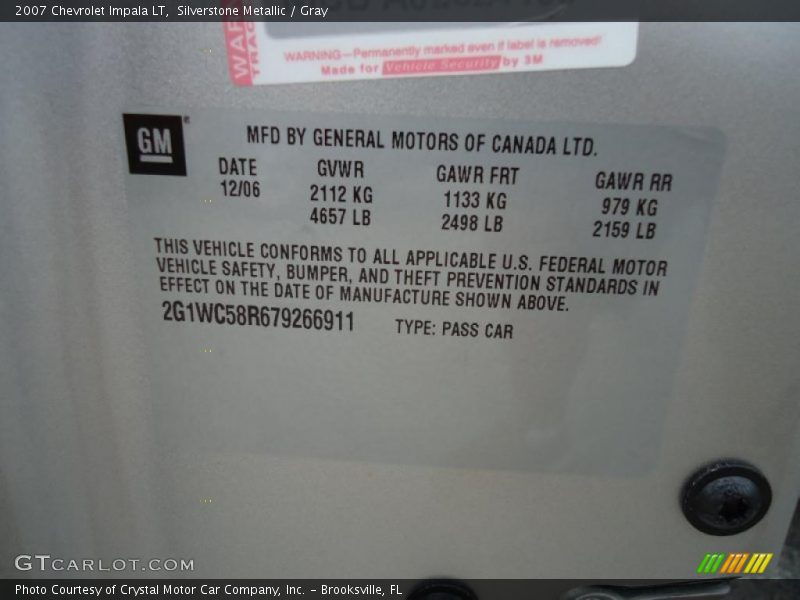 2007 Chevrolet Impala LT, Silverstone Metallic / Gray
WARNING—Permanently marked even if label is removed!
Made for Vehicle Security by 3M
GM
MFD BY GENERAL MOTORS OF CANADA LTD.
DATE GVWR GAWR FRT GAWR RR
12/06 2112 KG 1133 KG 979 KG
4657 LB 2498 LB 2159 LB
THIS VEHICLE CONFORMS TO ALL APPLICABLE U.S. FEDERAL MOTOR
VEHICLE SAFETY, BUMPER, AND THEFT PREVENTION STANDARDS IN
EFFECT ON THE DATE OF MANUFACTURE SHOWN ABOVE.
2G1WC58R679266911 TYPE: PASS CAR
GTCARLOT.COM
Photo Courtesy of Crystal Motor Car Company, Inc. – Brooksville, FL